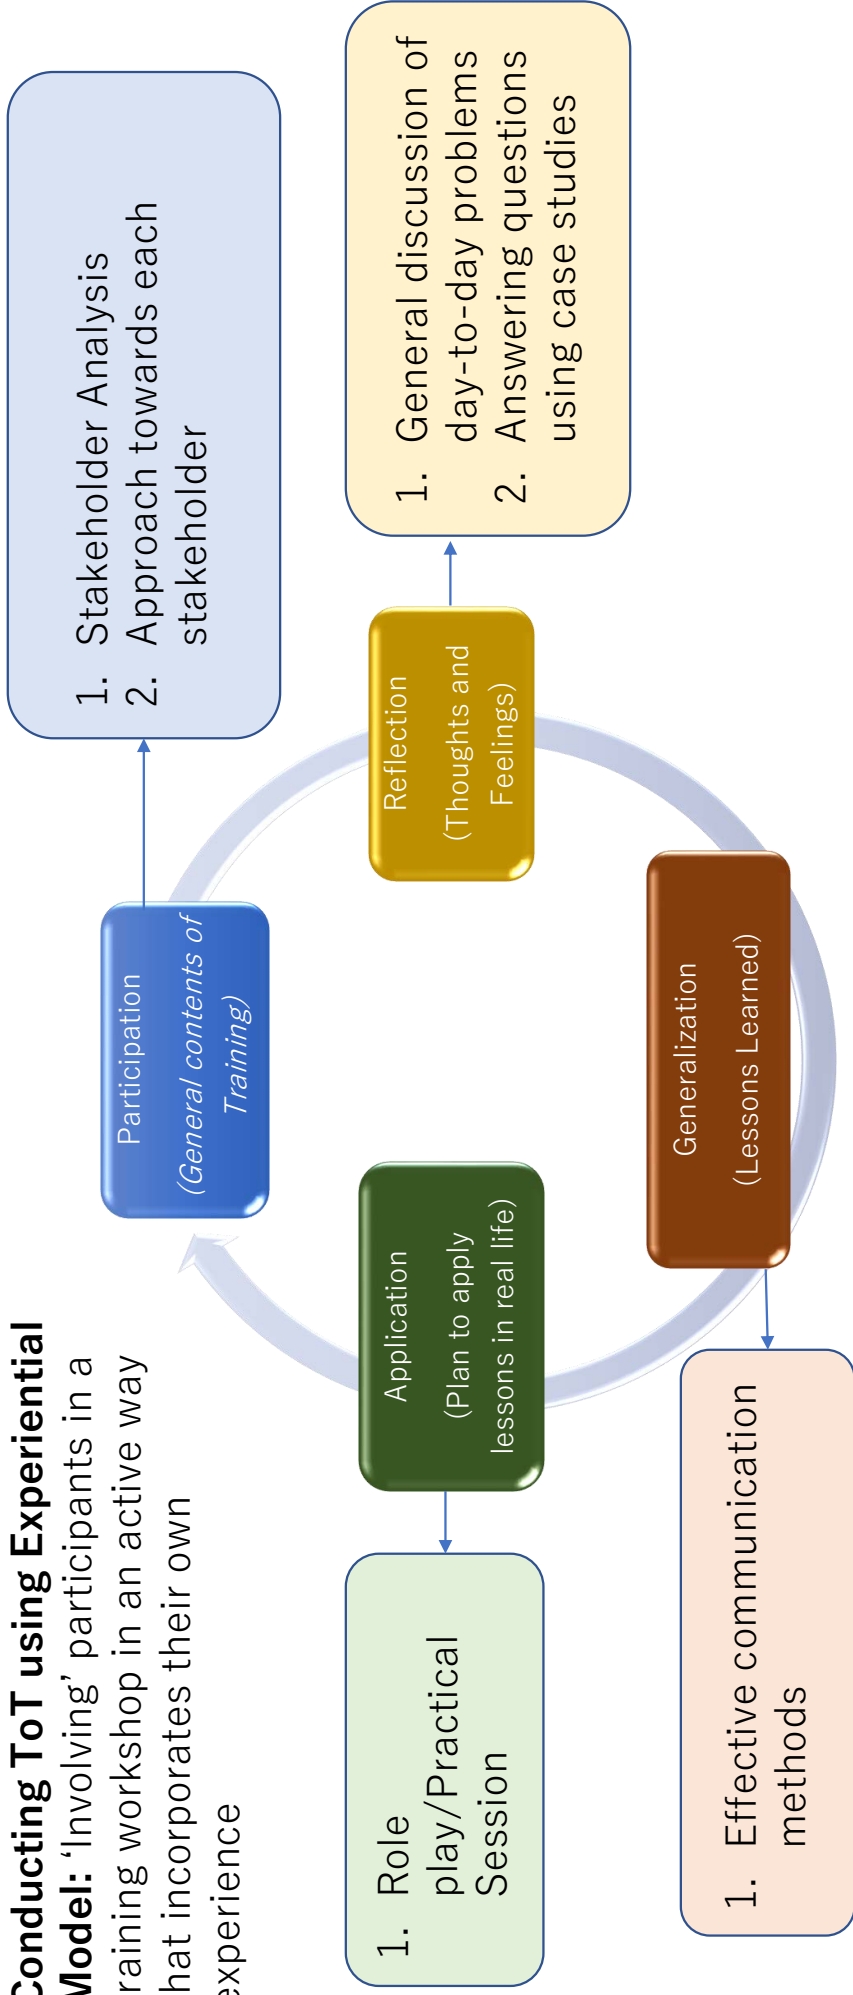 Conducting ToT using Experiential
Model: ‘Involving’ participants in a
raining workshop in an active way
hat incorporates their own
experience
Participation
(General contents of
Training)
1. Stakeholder Analysis
2. Approach towards each
stakeholder
Reflection
(Thoughts and
Feelings)
1. General discussion of
day-to-day problems
2. Answering questions
using case studies
Generalization
(Lessons Learned)
1. Effective communication
methods
Application
(Plan to apply
lessons in real life)
1. Role
play/Practical
Session